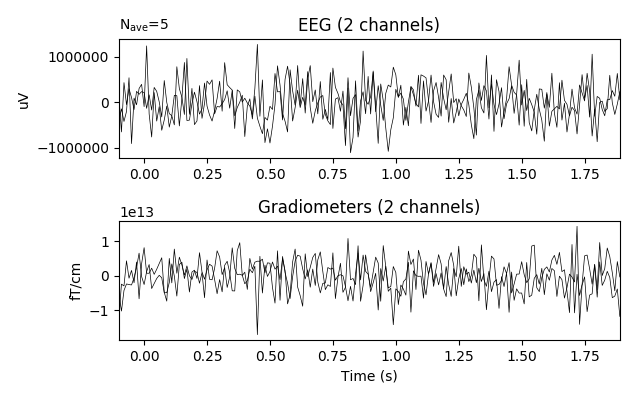 N_ave=5
EEG (2 channels)
uV
1000000
0
−1000000
0.00 0.25 0.50 0.75 1.00 1.25 1.50 1.75
1e13
Gradiometers (2 channels)
fT/cm
1
0
−1
0.00 0.25 0.50 0.75 1.00 1.25 1.50 1.75
Time (s)